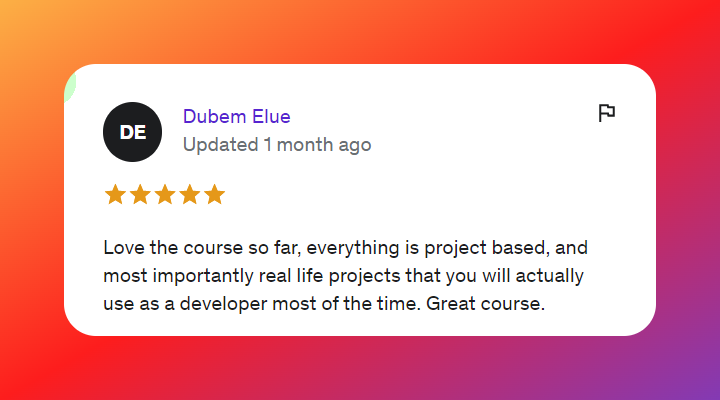 DE
Dubem Elue
Updated 1 month ago
Love the course so far, everything is project based, and
most importantly real life projects that you will actually
use as a developer most of the time. Great course.